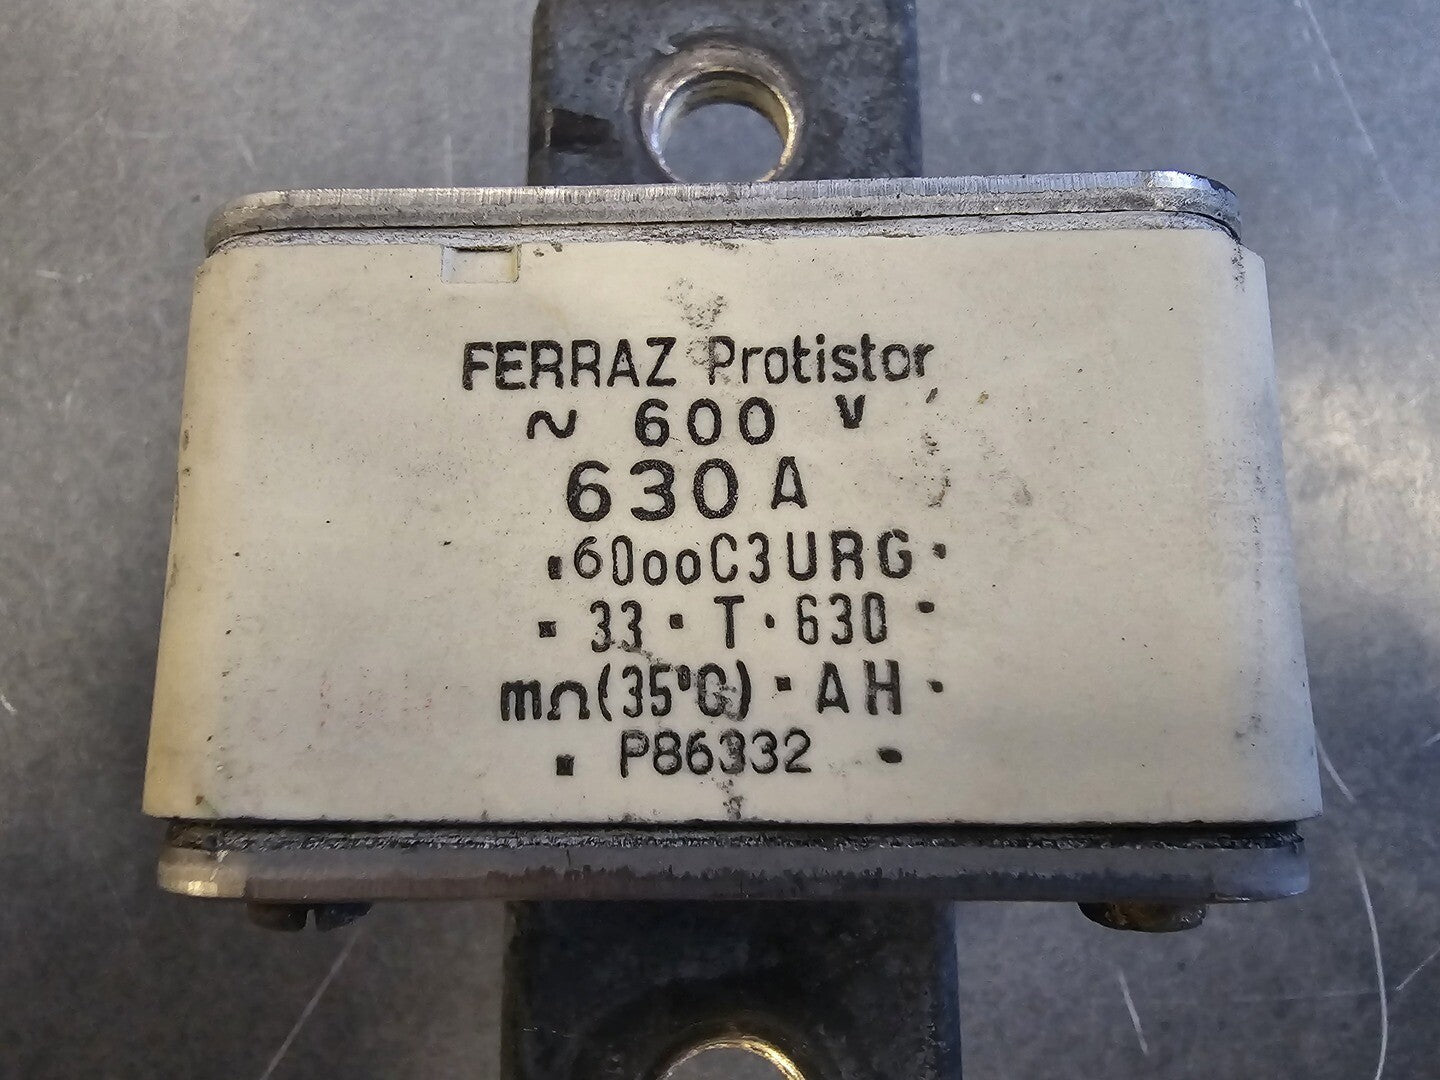 FERRAZ Protistor
~ 600 V
630 A
·6000C3URG·
· 33 · T · 630 ·
mΩ(35°C) · AH ·
· P86332 ·